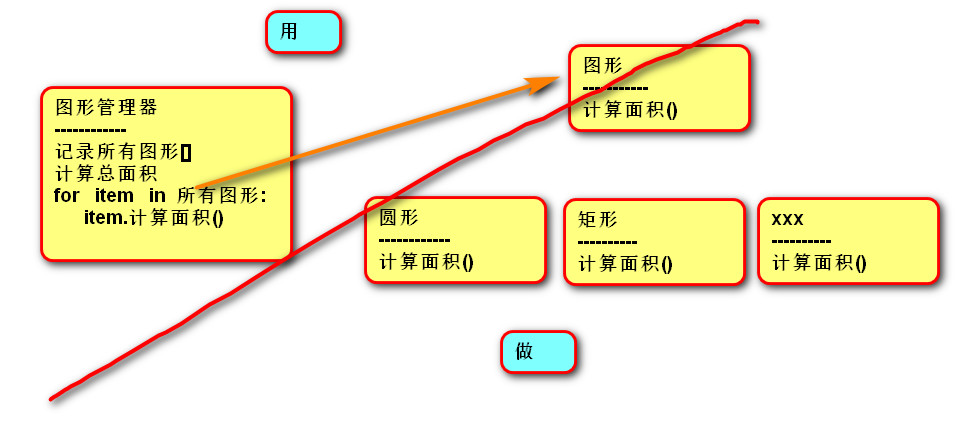 用
图形
-----------
计算面积()
图形管理器
------------
记录所有图形[]
计算总面积
for item in 所有图形:
item.计算面积()
圆形
------------
计算面积()
矩形
----------
计算面积()
xxx
----------
计算面积()
做